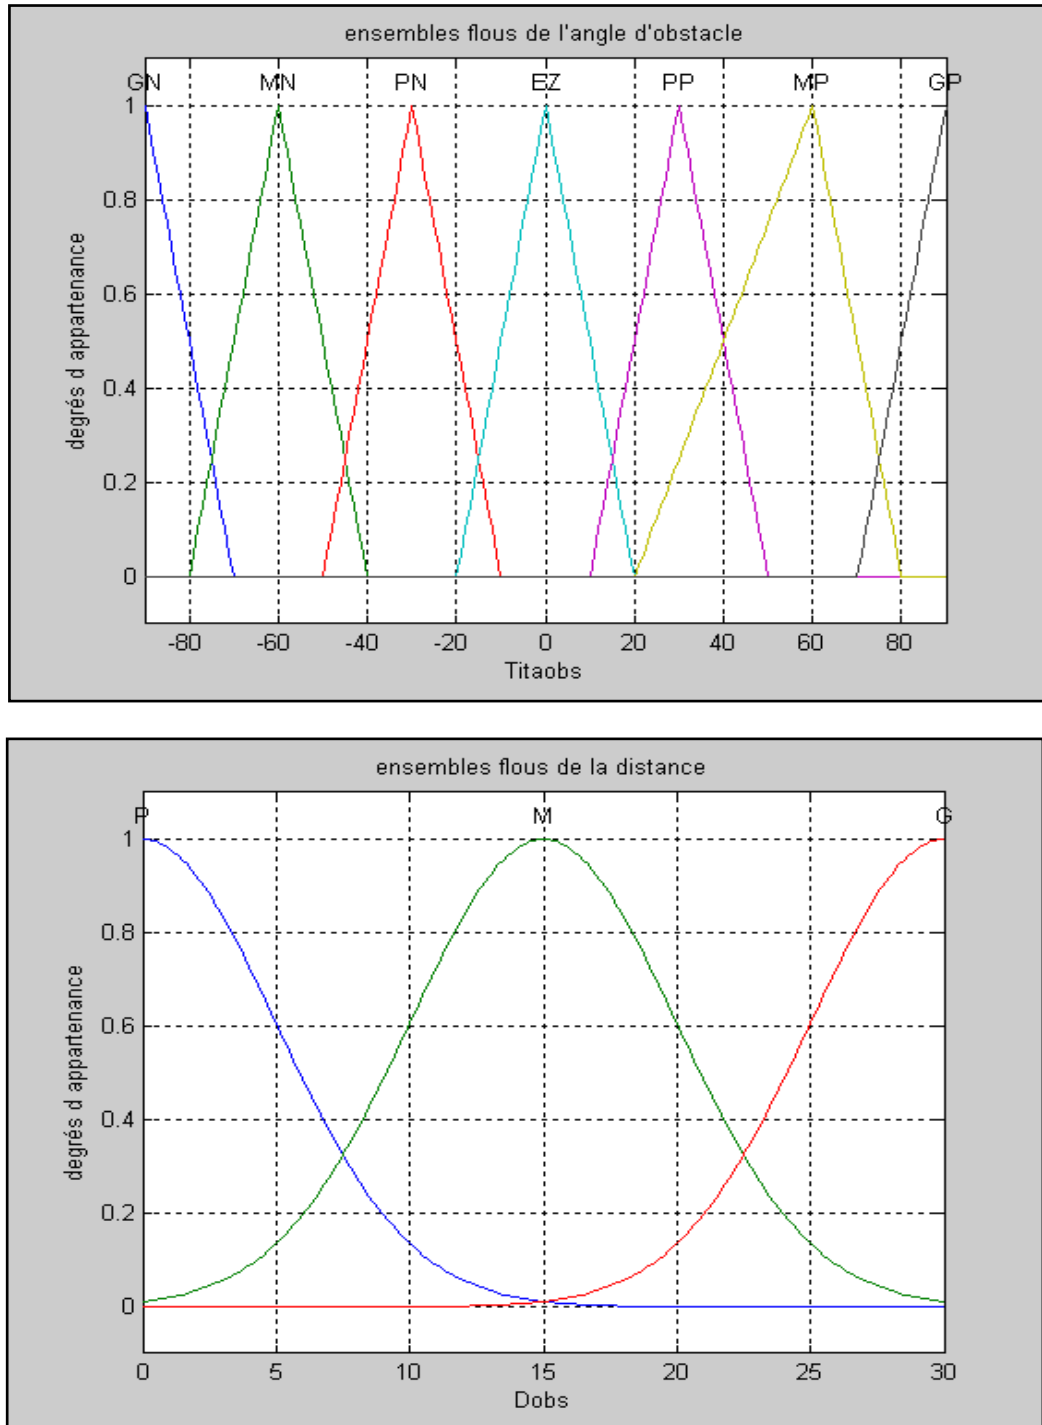 ensembles flous de l'angle d'obstacle
GN MN PN EZ PP MP GP
1
0.8
0.6
0.4
0.2
0
degrés d appartenance
-80 -60 -40 -20 0 20 40 60 80
Titaobs
ensembles flous de la distance
P M G
1
0.8
0.6
0.4
0.2
0
degrés d appartenance
0 5 10 15 20 25 30
Dobs